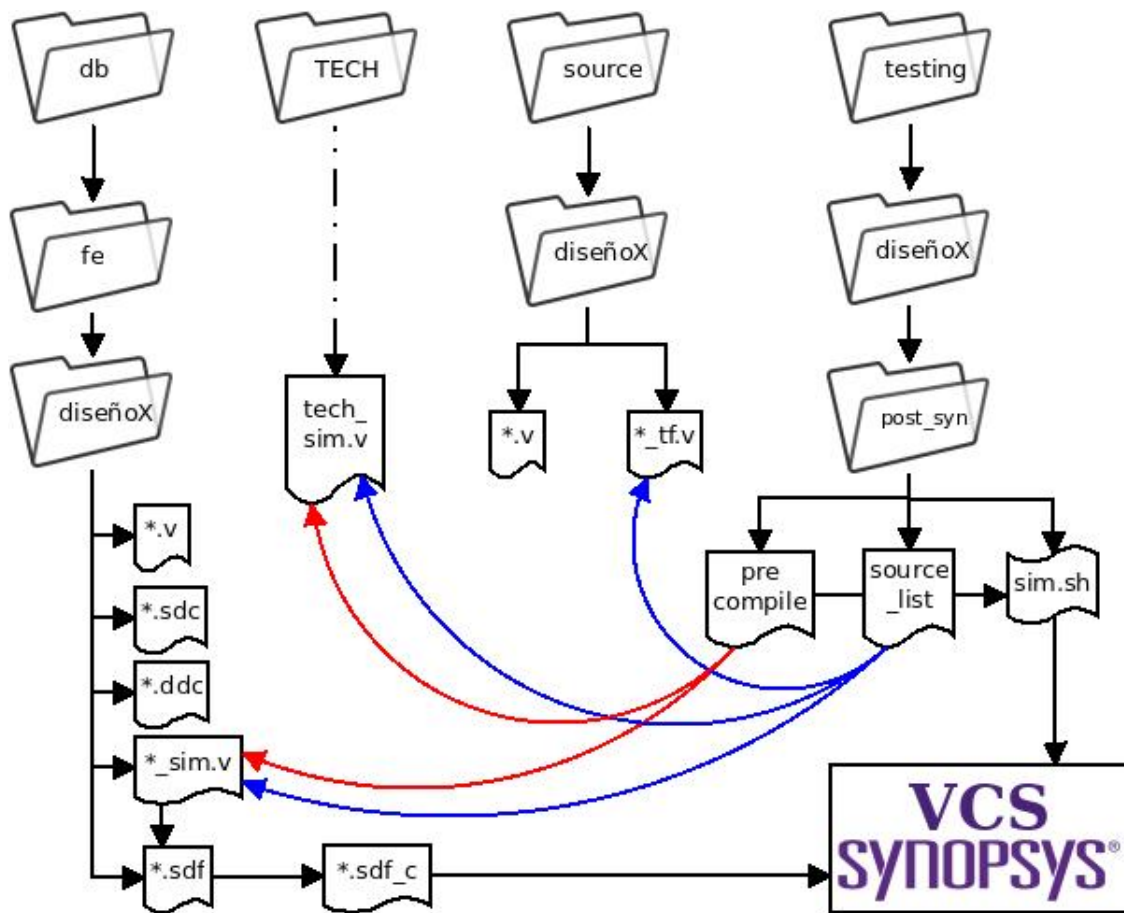 db
TECH
source
testing
fe
diseñoX
diseñoX
diseñoX
tech_
sim.v
*.v
*_tf.v
post_syn
*.v
pre
compile
source
_list
sim.sh
*.sdc
*.ddc
*_sim.v
*.sdf
*.sdf_c
VCS
SYNOPSYS®